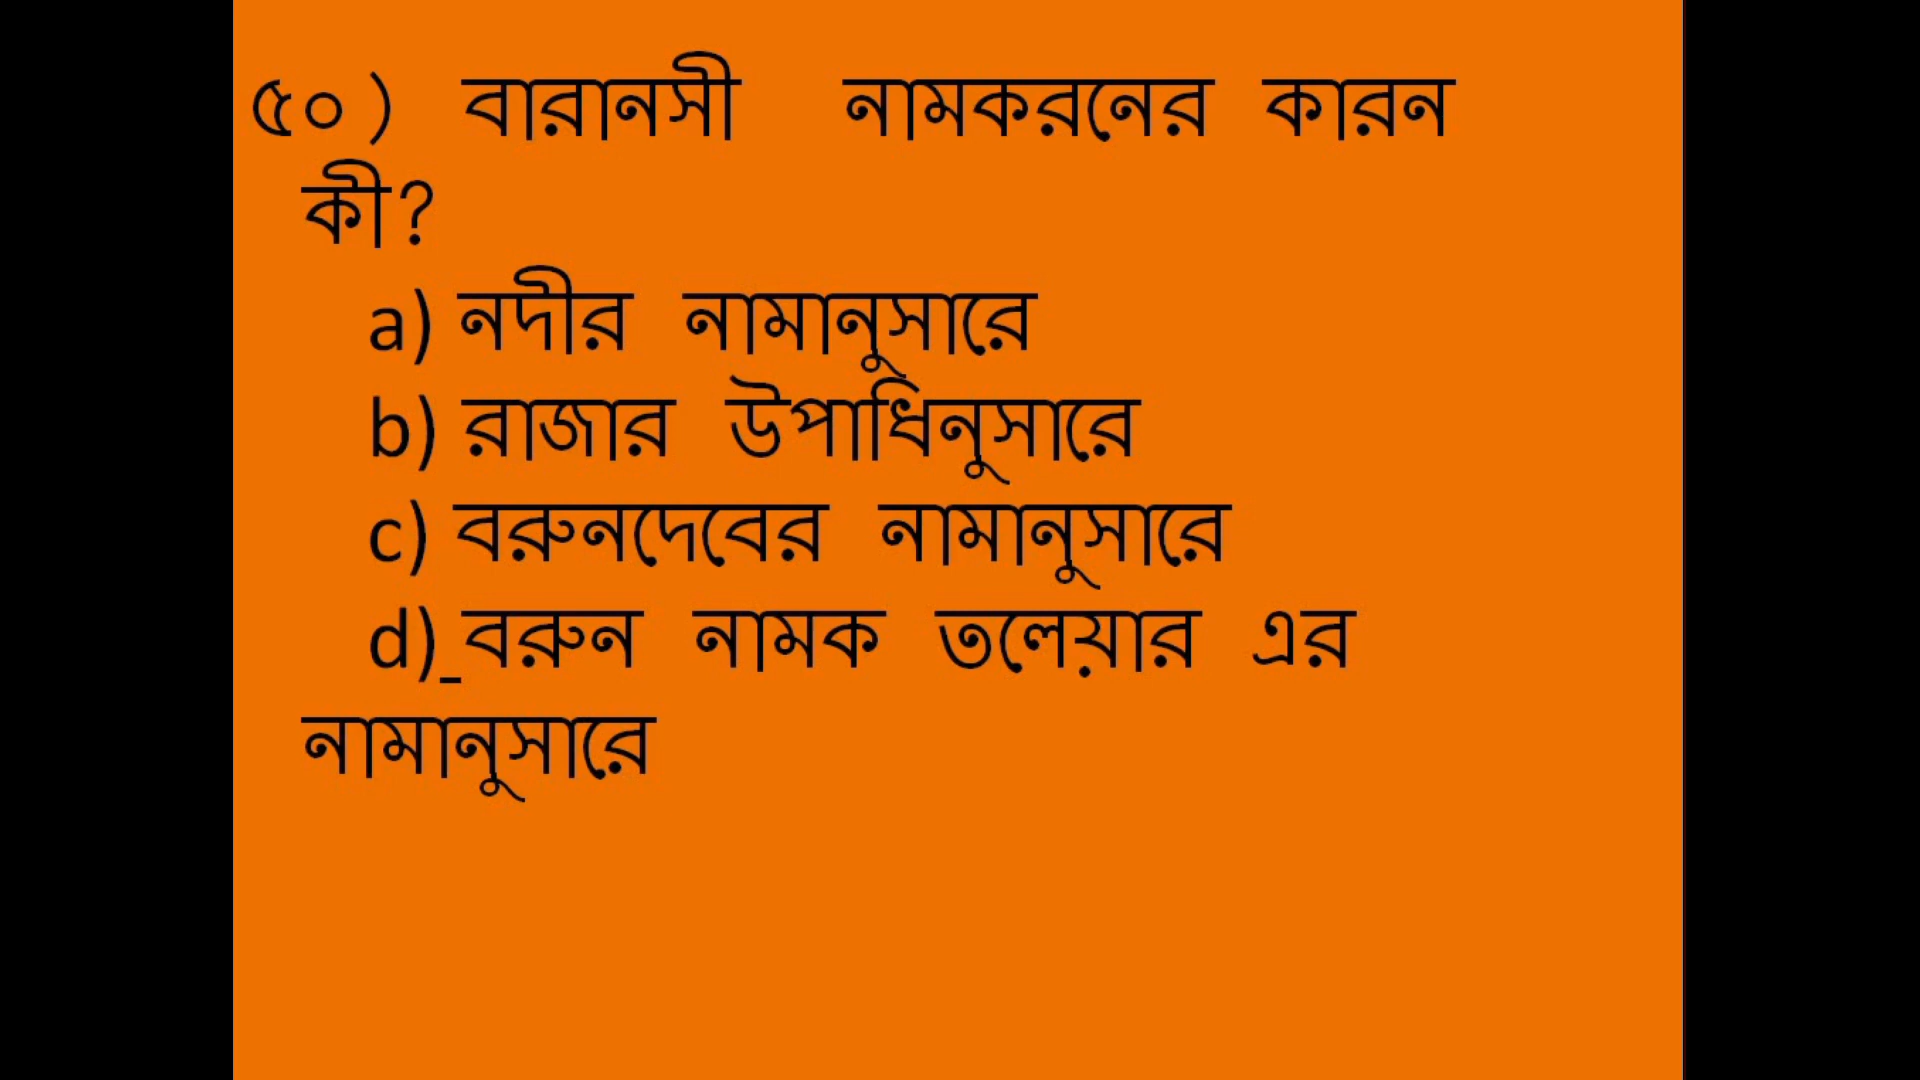 ৫০) বারানসী নামকরনের কারন
কী?
a) নদীর নামানুসারে
b) রাজার উপাধিনুসারে
c) বরুনদেবের নামানুসারে
d) বরুন নামক তলেয়ার এর
নামানুসারে